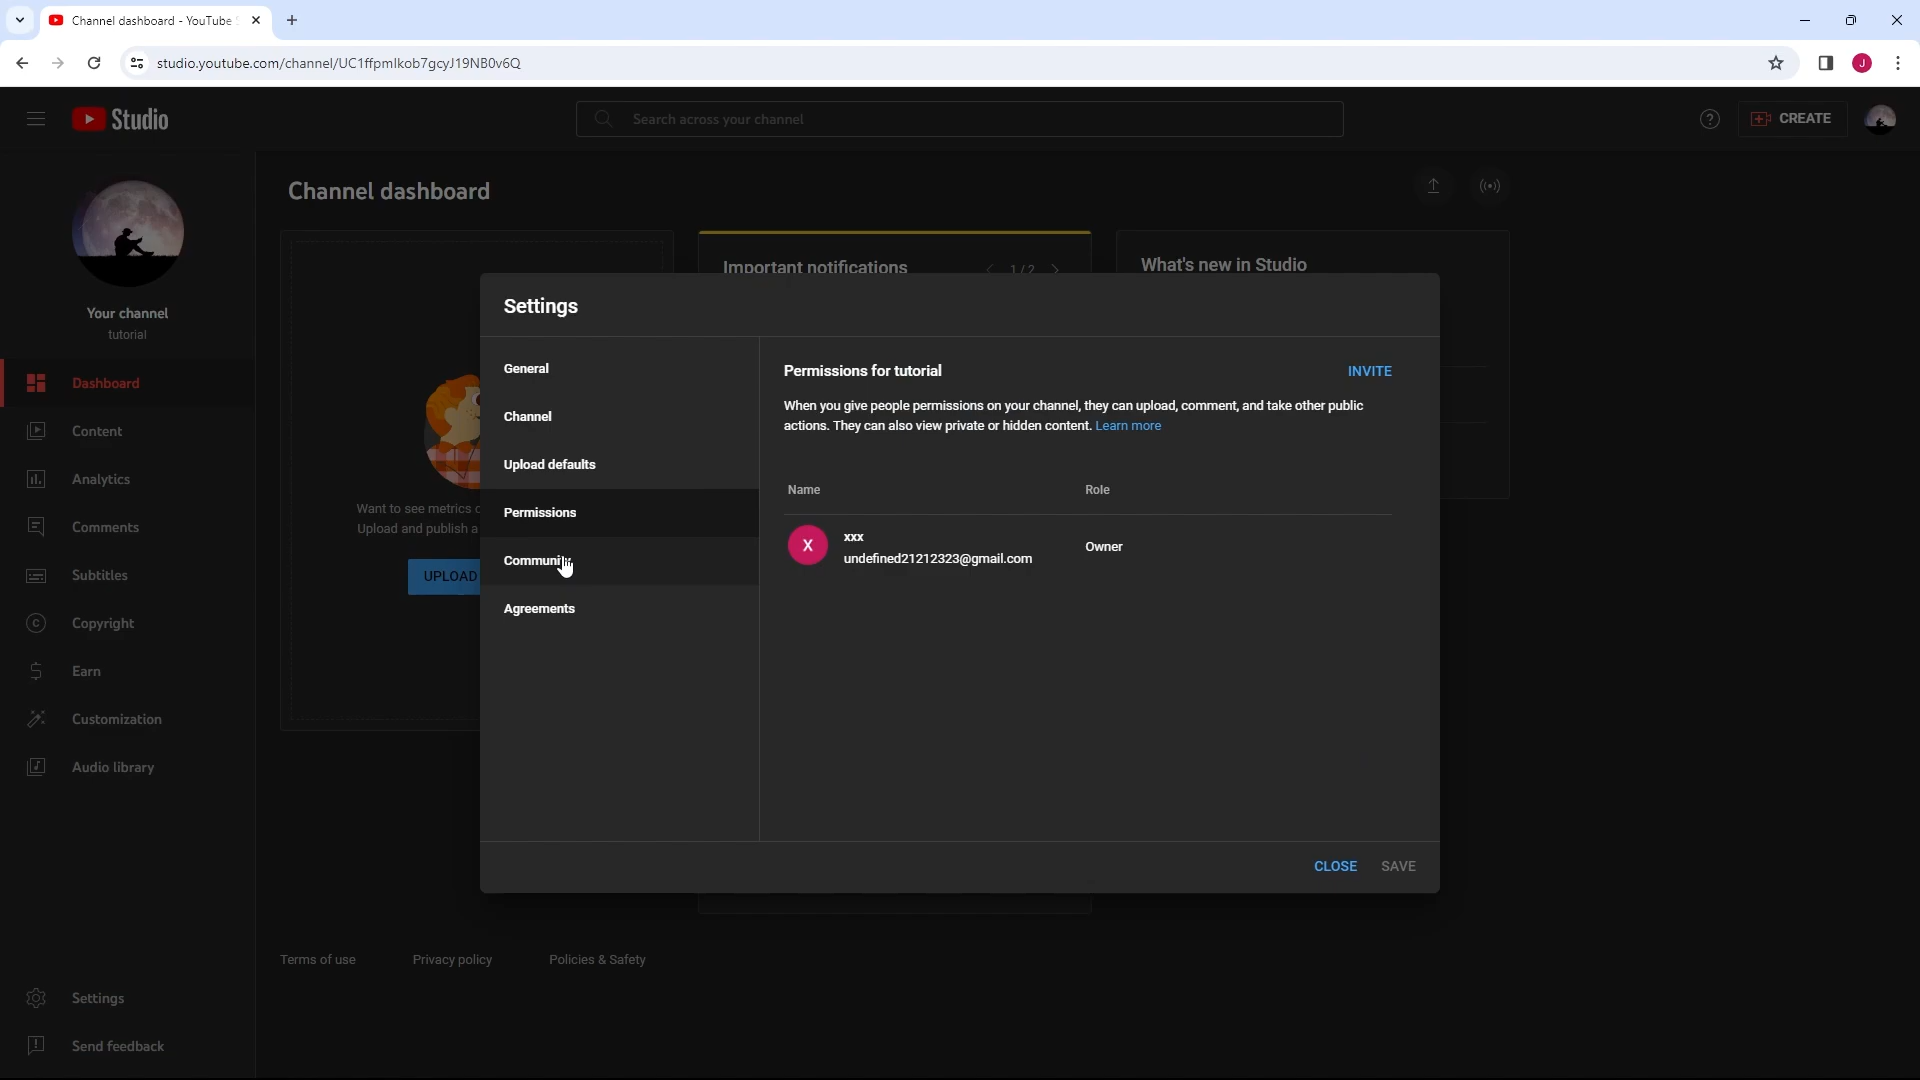 Channel dashboard - YouTube S
studio.youtube.com/channel/UC1ffpmlkob7gcyJ19NB0v6Q
J
Studio
Search across your channel
CREATE
Channel dashboard
Your channel
tutorial
Dashboard
Content
Analytics
Comments
Subtitles
Copyright
Earn
Customization
Audio library
Settings
Send feedback
Want to see metrics
Upload and publish a
UPLOAD
Important notifications
1/2
What's new in Studio
Settings
General
Channel
Upload defaults
Permissions
Community
Agreements
Permissions for tutorial
INVITE
When you give people permissions on your channel, they can upload, comment, and take other public
actions. They can also view private or hidden content. Learn more
Name Role
X
xxx
undefined21212323@gmail.com
Owner
CLOSE SAVE
Terms of use Privacy policy Policies & Safety